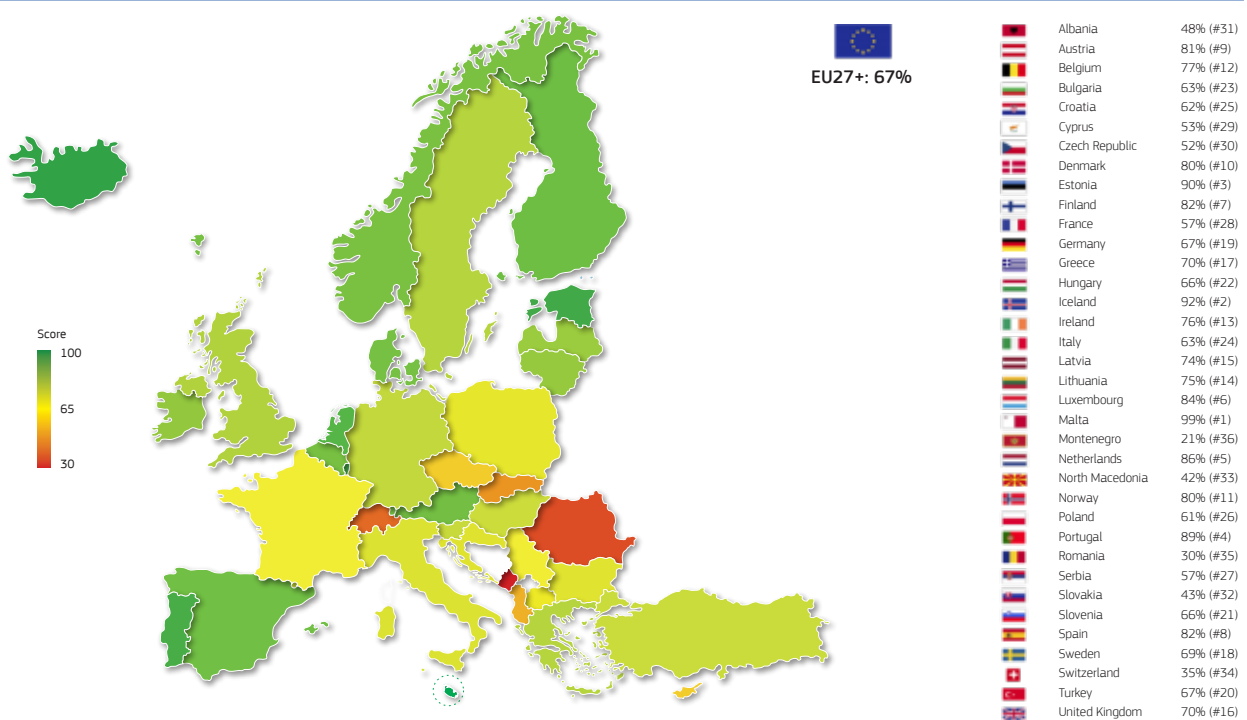 EU27+: 67%
Score
100
65
30
Albania 48% (#31)
Austria 81% (#9)
Belgium 77% (#12)
Bulgaria 63% (#23)
Croatia 62% (#25)
Cyprus 53% (#29)
Czech Republic 52% (#30)
Denmark 80% (#10)
Estonia 90% (#3)
Finland 82% (#7)
France 57% (#28)
Germany 67% (#19)
Greece 70% (#17)
Hungary 66% (#22)
Iceland 92% (#2)
Ireland 76% (#13)
Italy 63% (#24)
Latvia 74% (#15)
Lithuania 75% (#14)
Luxembourg 84% (#6)
Malta 99% (#1)
Montenegro 21% (#36)
Netherlands 86% (#5)
North Macedonia 42% (#33)
Norway 80% (#11)
Poland 61% (#26)
Portugal 89% (#4)
Romania 30% (#35)
Serbia 57% (#27)
Slovakia 43% (#32)
Slovenia 66% (#21)
Spain 82% (#8)
Sweden 69% (#18)
Switzerland 35% (#34)
Turkey 67% (#20)
United Kingdom 70% (#16)